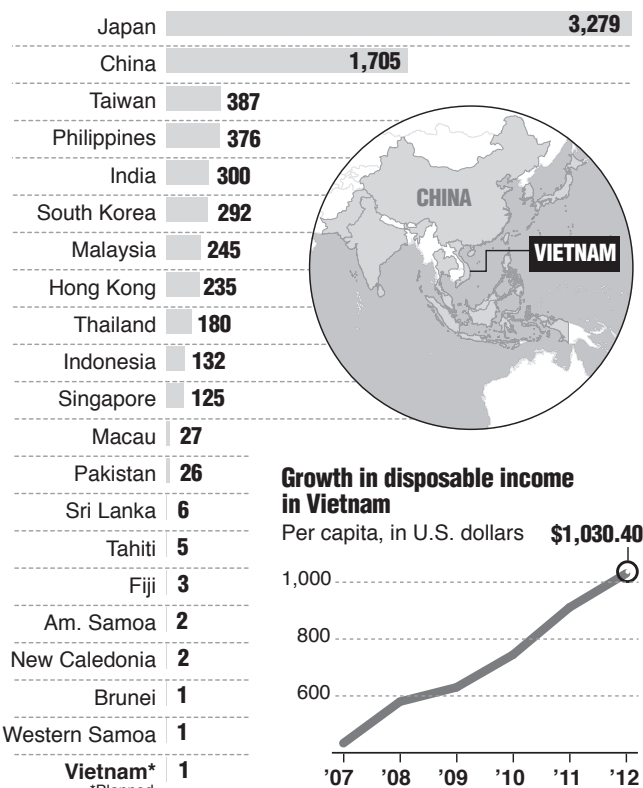 Japan 3,279
China 1,705
Taiwan 387
Philippines 376
India 300
South Korea 292
Malaysia 245
Hong Kong 235
Thailand 180
Indonesia 132
Singapore 125
Macau 27
Pakistan 26
Sri Lanka 6
Tahiti 5
Fiji 3
Am. Samoa 2
New Caledonia 2
Brunei 1
Western Samoa 1
Vietnam* 1
*Planned
CHINA
VIETNAM
Growth in disposable income
in Vietnam
Per capita, in U.S. dollars
$1,030.40
1,000
800
600
’07 ’08 ’09 ’10 ’11 ’12